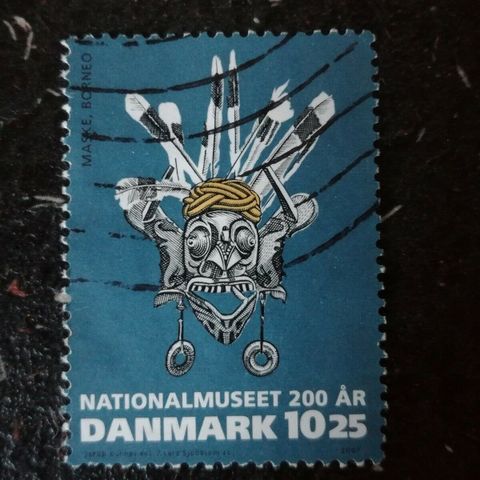 MASKE, BORNEO
NATIONALMUSEET 200 ÅR
DANMARK 1025
2007